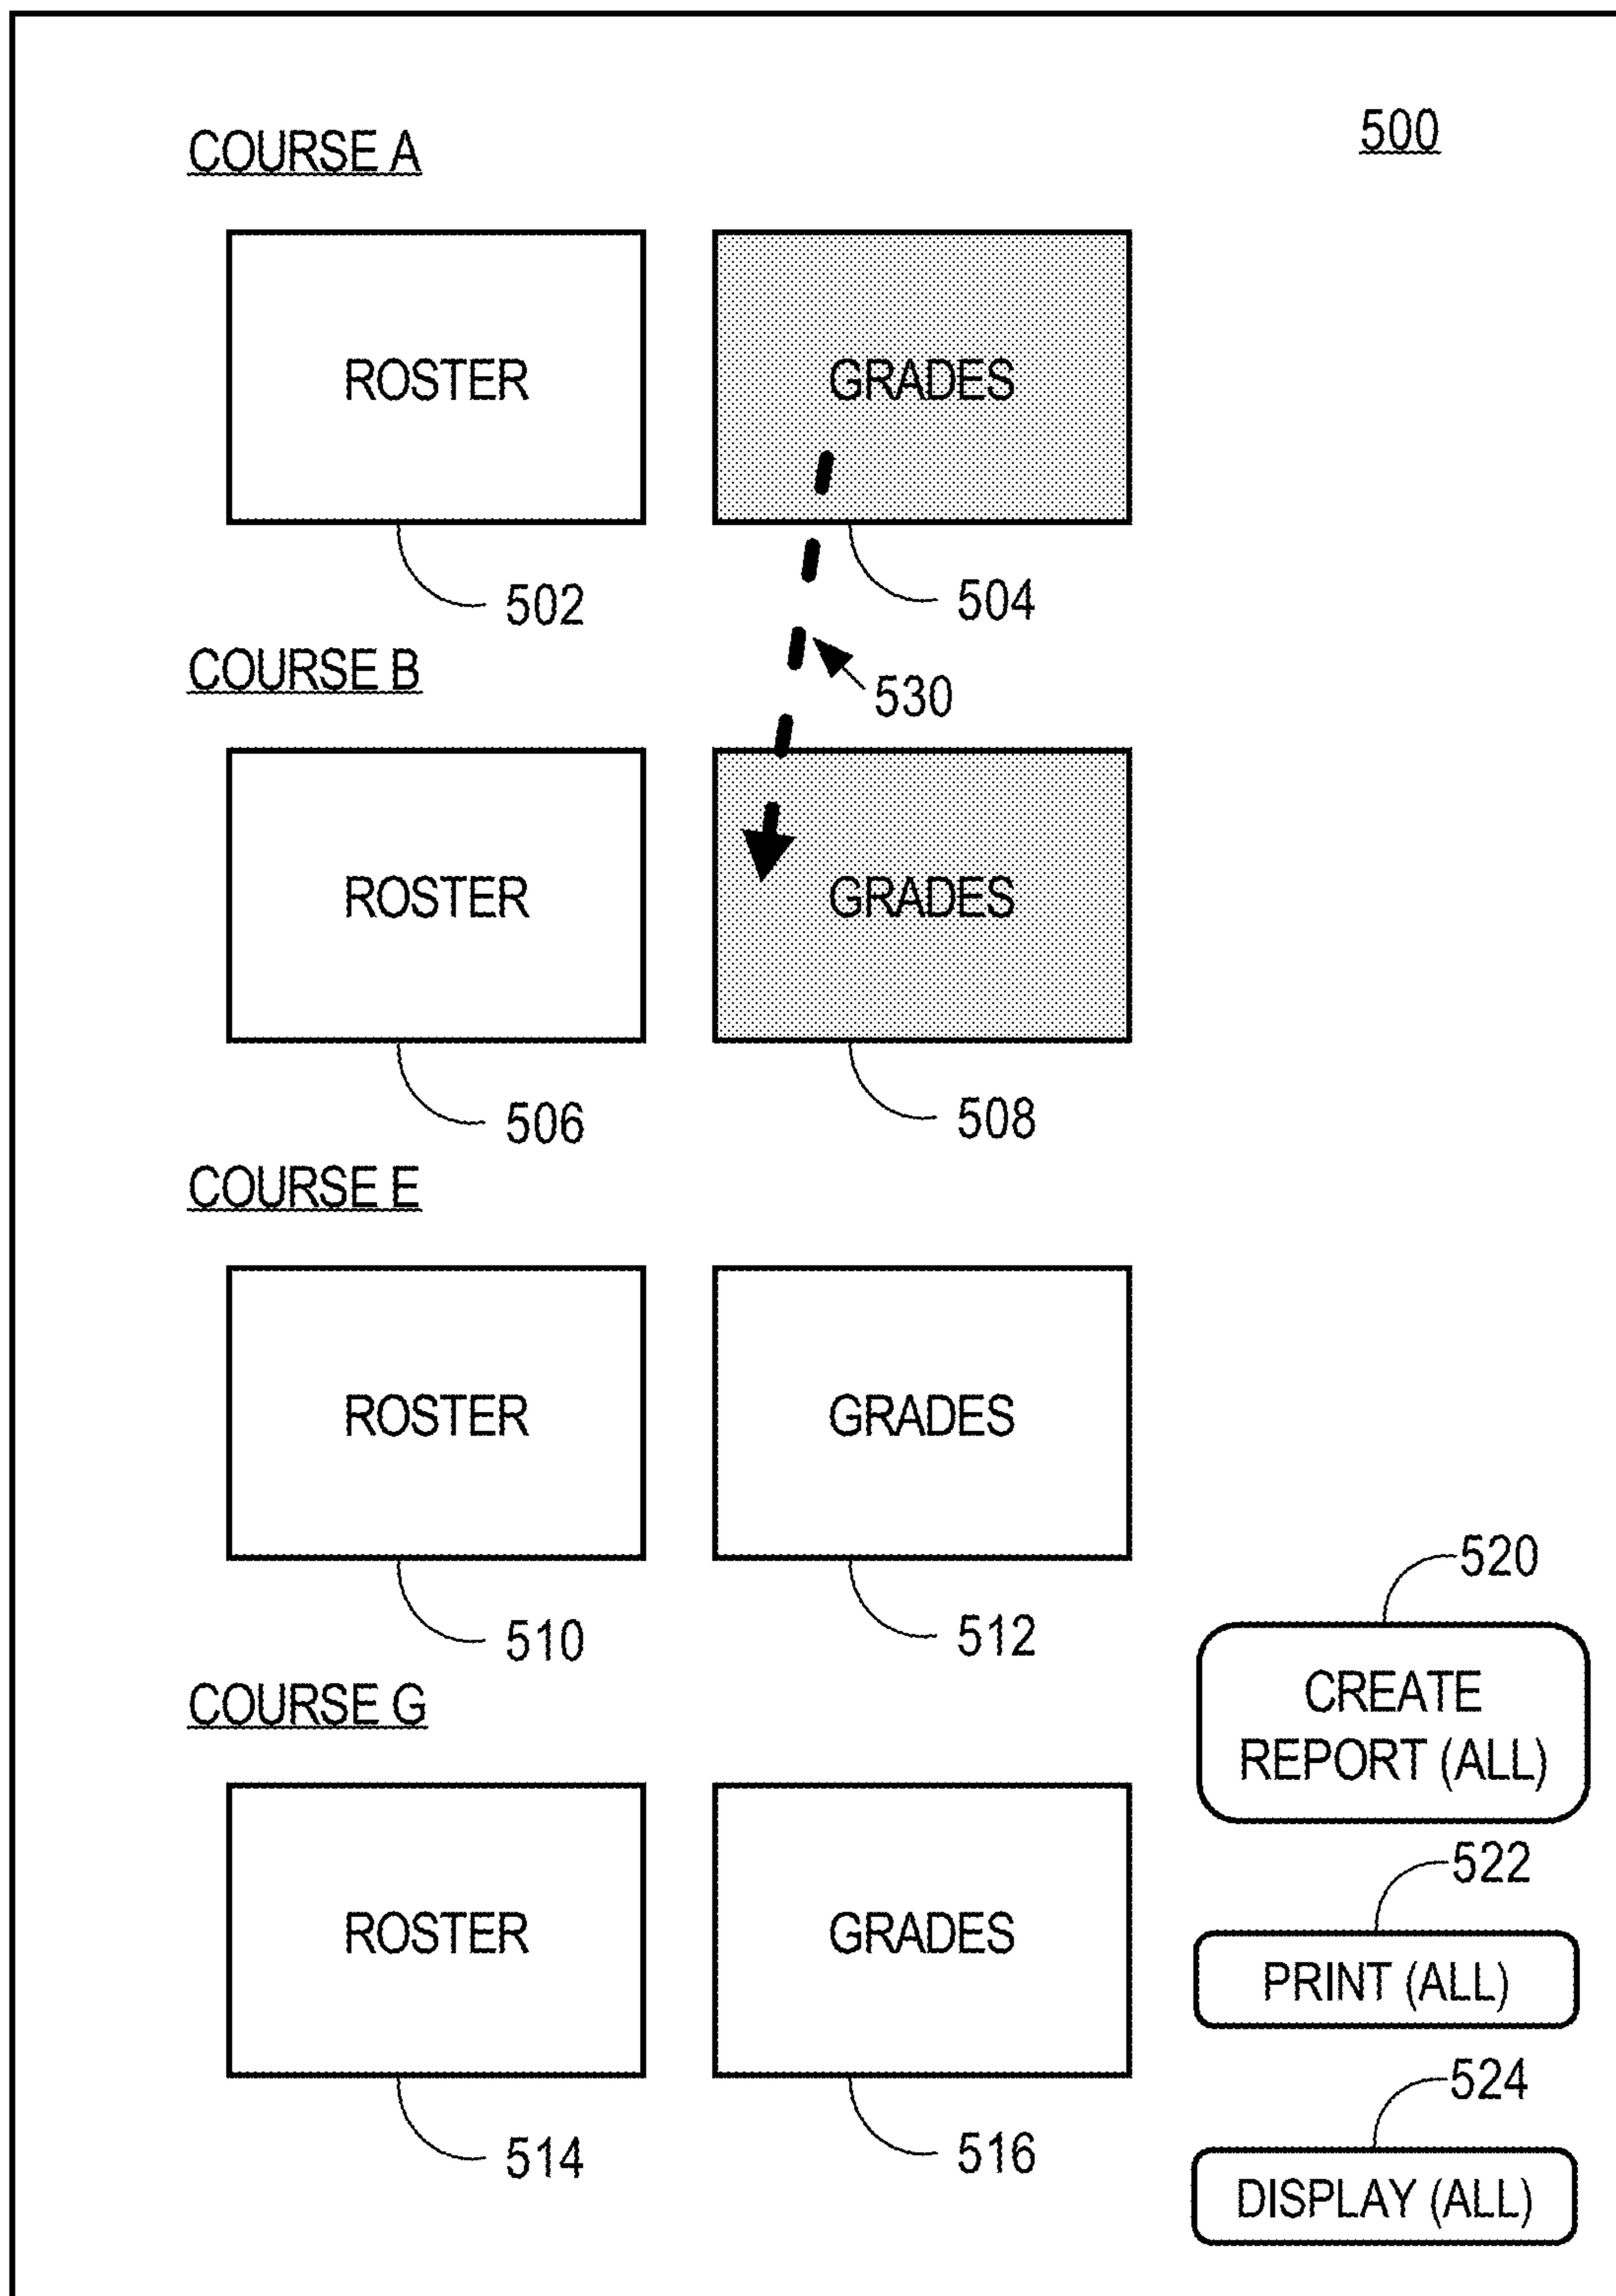 500
COURSE A
ROSTER
GRADES
502
504
COURSE B
530
ROSTER
GRADES
506
508
COURSE E
ROSTER
GRADES
510
512
520
CREATE
REPORT (ALL)
COURSE G
ROSTER
GRADES
514
516
522
PRINT (ALL)
524
DISPLAY (ALL)